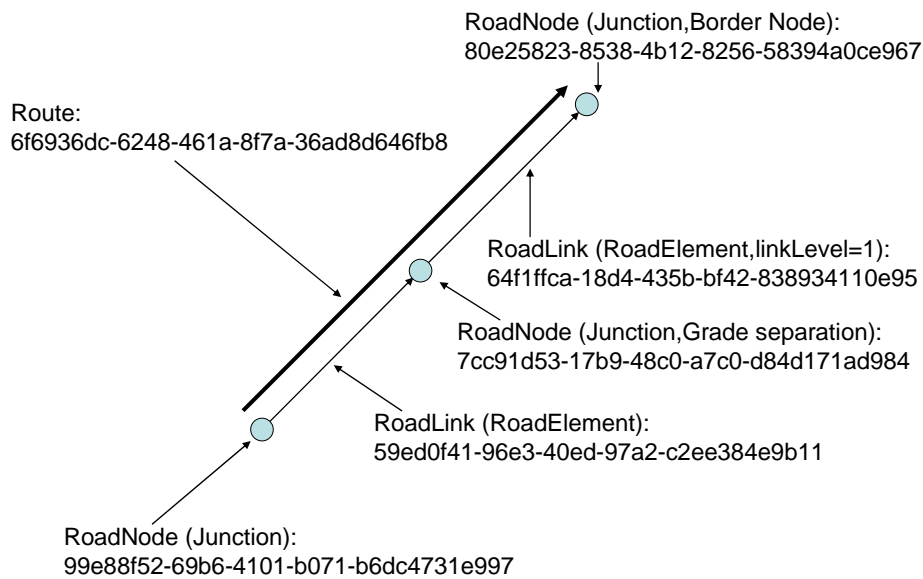 RoadNode (Junction,Border Node):
80e25823-8538-4b12-8256-58394a0ce967
Route:
6f6936dc-6248-461a-8f7a-36ad8d646fb8
RoadLink (RoadElement,linkLevel=1):
64f1ffca-18d4-435b-bf42-838934110e95
RoadNode (Junction,Grade separation):
7cc91d53-17b9-48c0-a7c0-d84d171ad984
RoadLink (RoadElement):
59ed0f41-96e3-40ed-97a2-c2ee384e9b11
RoadNode (Junction):
99e88f52-69b6-4101-b071-b6dc4731e997